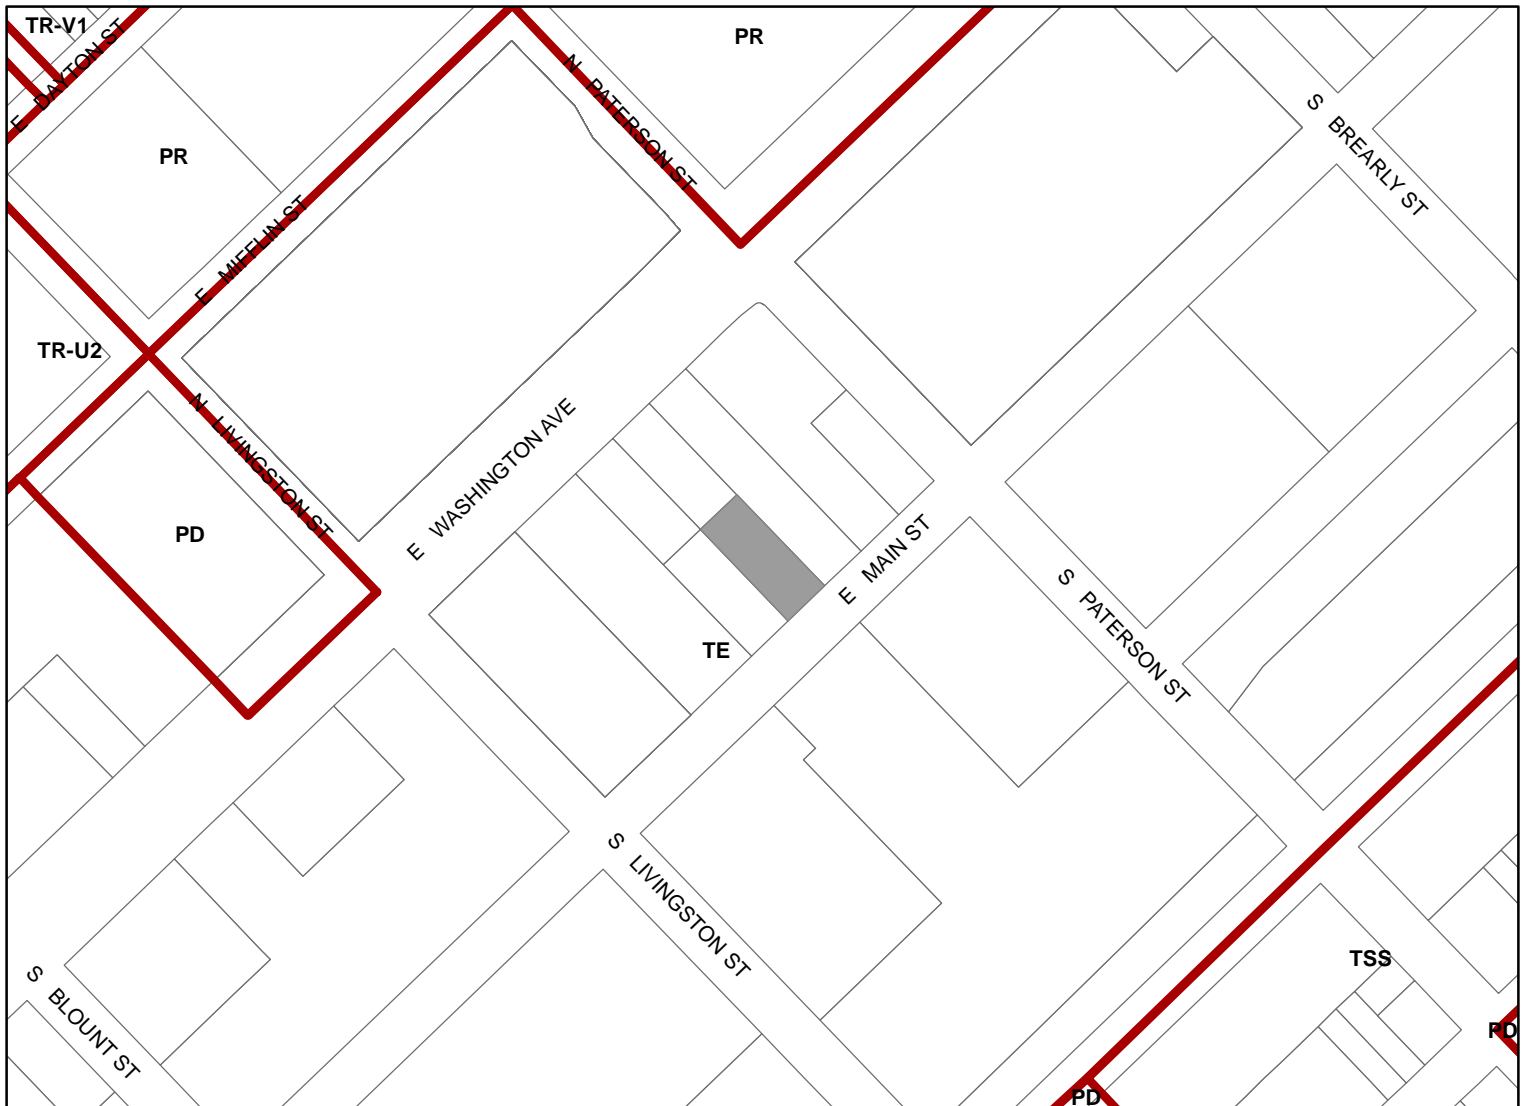 TR-V1
E DAYTON ST
PR
PR
N PATERSON ST
S BREARLY ST
E MIFFLIN ST
TR-U2
N LIVINGSTON ST
E WASHINGTON AVE
PD
E MAIN ST
S PATERSON ST
TE
S LIVINGSTON ST
S BLOUNT ST
TSS
PD
PD